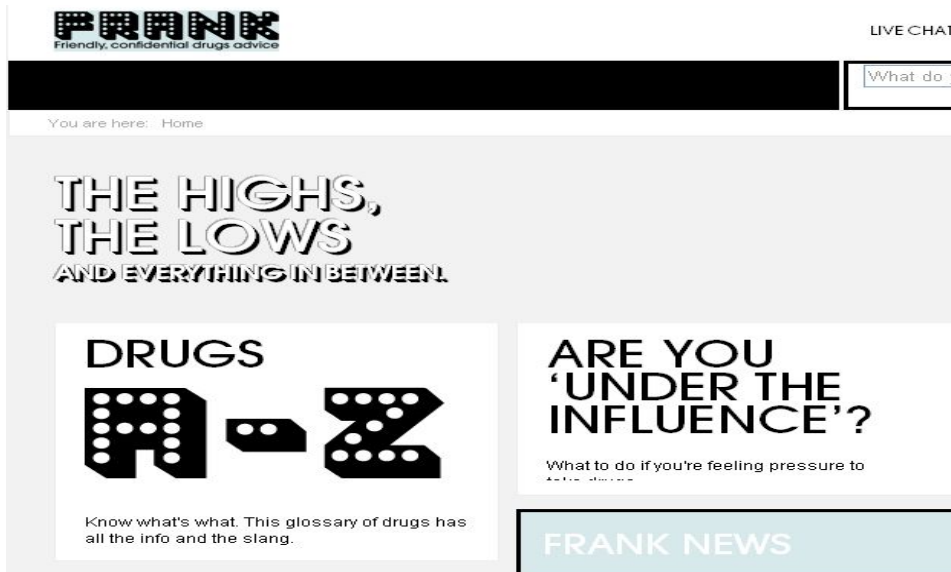 FRANK
Friendly, confidential drugs advice
LIVE CHAT
What do
You are here: Home
THE HIGHS,
THE LOWS
AND EVERYTHING IN BETWEEN.
DRUGS
A-Z
Know what's what. This glossary of drugs has
all the info and the slang.
ARE YOU
‘UNDER THE
INFLUENCE’?
What to do if you're feeling pressure to
take drugs
FRANK NEWS